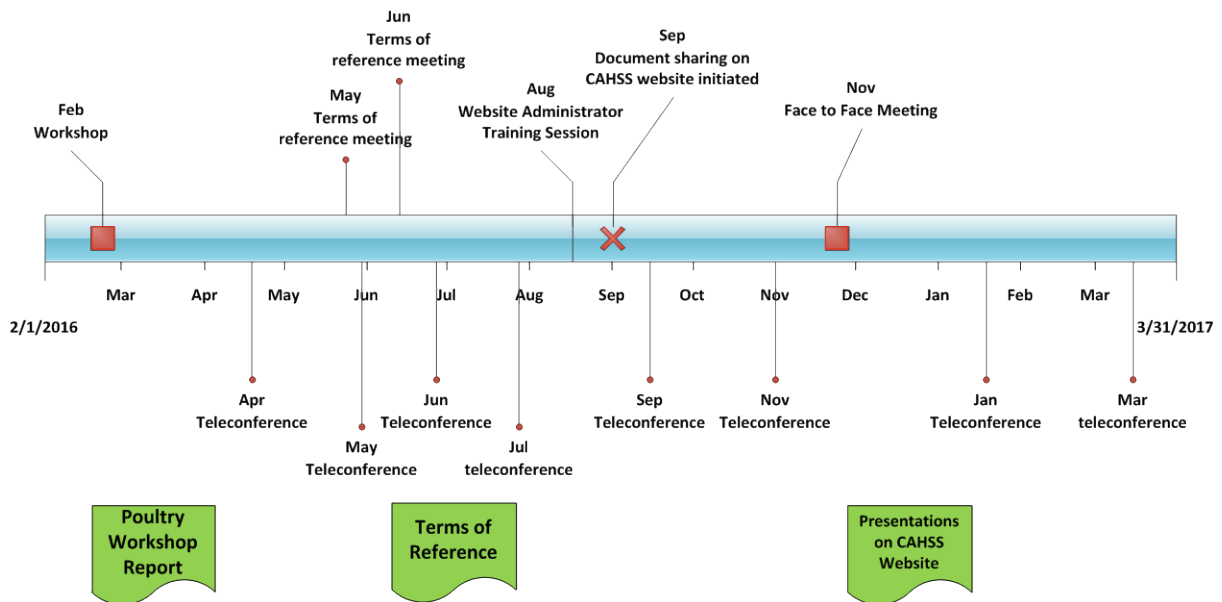 Jun
Terms of
reference meeting
Sep
Document sharing on
CAHSS website initiated
Nov
Face to Face Meeting
Aug
Website Administrator
Training Session
May
Terms of
reference meeting
Feb
Workshop
Mar
Apr
May
Jun
Jul
Aug
Sep
Oct
Nov
Dec
Jan
Feb
Mar
2/1/2016
3/31/2017
Apr
Teleconference
May
Teleconference
Jun
Teleconference
Jul
teleconference
Sep
Teleconference
Nov
Teleconference
Jan
Teleconference
Mar
teleconference
Poultry
Workshop
Report
Terms of
Reference
Presentations
on CAHSS
Website